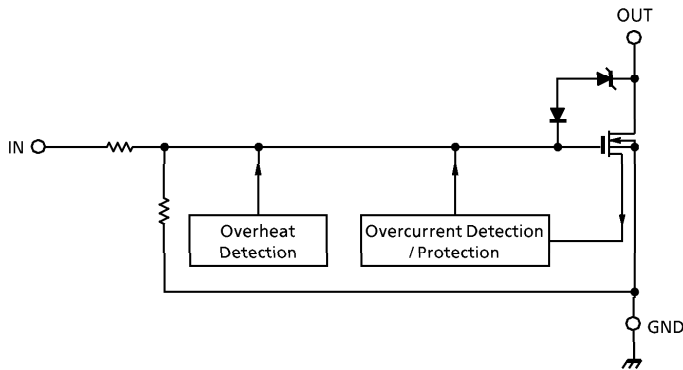 OUT
IN
Overheat
Detection
Overcurrent Detection
/ Protection
GND